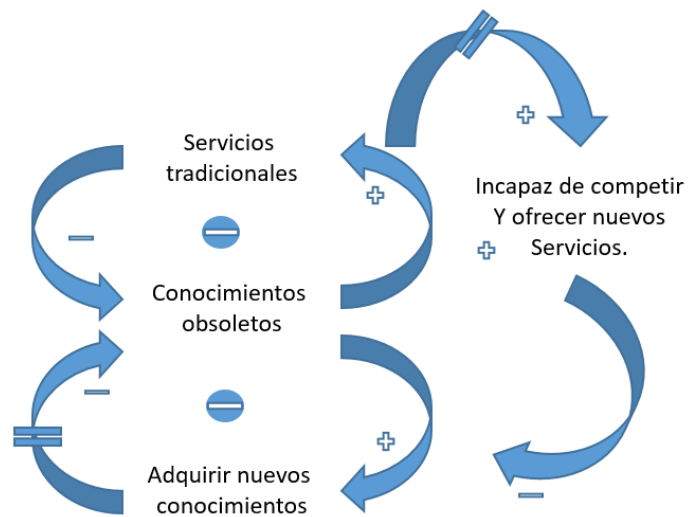 Servicios
tradicionales
Incapaz de competir
Y ofrecer nuevos
Servicios.
Conocimientos
obsoletos
Adquirir nuevos
conocimientos